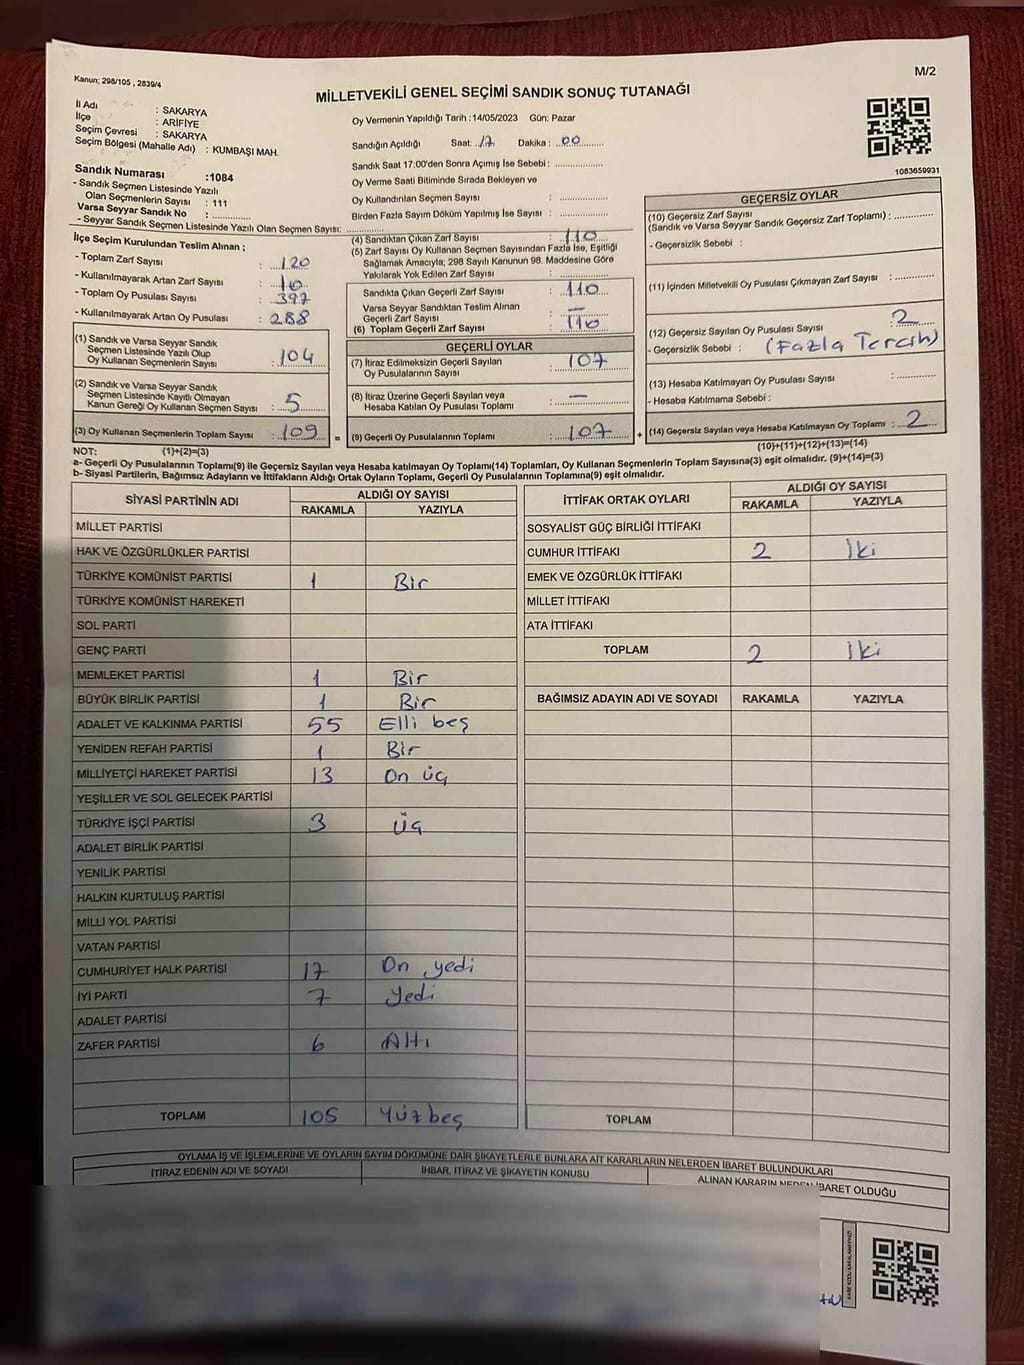 Kanun; 298/105 , 2839/4
M/2
MİLLETVEKİLİ GENEL SEÇİMİ SANDIK SONUÇ TUTANAĞI
İl Adı : SAKARYA
İlçe : ARİFİYE
Seçim Çevresi : SAKARYA
Seçim Bölgesi (Mahalle Adı) : KUMBAŞI MAH.
Sandık Numarası :1084
- Sandık Seçmen Listesinde Yazılı
Olan Seçmenlerin Sayısı : 111
Varsa Seyyar Sandık No : ..............
- Seyyar Sandık Seçmen Listesinde Yazılı Olan Seçmen Sayısı: ..............
İlçe Seçim Kurulundan Teslim Alınan ;
- Toplam Zarf Sayısı : 120
- Kullanılmayarak Artan Zarf Sayısı : 10
- Toplam Oy Pusulası Sayısı : 397
- Kullanılmayarak Artan Oy Pusulası : 288
(1) Sandık ve Varsa Seyyar Sandık
Seçmen Listesinde Yazılı Olup
Oy Kullanan Seçmenlerin Sayısı : 104
(2) Sandık ve Varsa Seyyar Sandık
Seçmen Listesinde Kayıtlı Olmayan
Kanun Gereği Oy Kullanan Seçmen Sayısı : 5
(3) Oy Kullanan Seçmenlerin Toplam Sayısı : 109 =
Oy Vermenin Yapıldığı Tarih :14/05/2023 Gün: Pazar
Sandığın Açıldığı Saat: 17 Dakika : 00
Sandık Saat 17:00'den Sonra Açımış İse Sebebi : ..............
Oy Verme Saati Bitiminde Sırada Bekleyen ve
Oy Kullandırılan Seçmen Sayısı : ..............
Birden Fazla Sayım Döküm Yapılmış İse Sayısı : ..............
(4) Sandıktan Çıkan Zarf Sayısı : 110
(5) Zarf Sayısı Oy Kullanan Seçmen Sayısından Fazla İse, Eşitliği
Sağlamak Amacıyla; 298 Sayılı Kanunun 98. Maddesine Göre
Yakılarak Yok Edilen Zarf Sayısı : ..............
Sandıkta Çıkan Geçerli Zarf Sayısı : 110
Varsa Seyyar Sandıktan Teslim Alınan
Geçerli Zarf Sayısı : —
(6) Toplam Geçerli Zarf Sayısı : 110
GEÇERLİ OYLAR
(7) İtiraz Edilmeksizin Geçerli Sayılan
Oy Pusulalarının Sayısı : 107
(8) İtiraz Üzerine Geçerli Sayılan veya
Hesaba Katılan Oy Pusulası Toplamı : —
(9) Geçerli Oy Pusulalarının Toplamı : 107 +
1083659931
GEÇERSİZ OYLAR
(10) Geçersiz Zarf Sayısı
(Sandık ve Varsa Seyyar Sandık Geçersiz Zarf Toplamı) : ..............
- Geçersizlik Sebebi :
(11) İçinden Milletvekili Oy Pusulası Çıkmayan Zarf Sayısı : ..............
(12) Geçersiz Sayılan Oy Pusulası Sayısı : 2
- Geçersizlik Sebebi : (Fazla Tercih)
(13) Hesaba Katılmayan Oy Pusulası Sayısı : ..............
- Hesaba Katılmama Sebebi :
(14) Geçersiz Sayılan veya Hesaba Katılmayan Oy Toplamı : 2
NOT: (1)+(2)=(3)
(10)+(11)+(12)+(13)=(14)
a- Geçerli Oy Pusulalarının Toplamı(9) ile Geçersiz Sayılan veya Hesaba katılmayan Oy Toplamı(14) Toplamları, Oy Kullanan Seçmenlerin Toplam Sayısına(3) eşit olmalıdır. (9)+(14)=(3)
b- Siyasi Partilerin, Bağımsız Adayların ve İttifakların Aldığı Ortak Oyların Toplamı, Geçerli Oy Pusulalarının Toplamına(9) eşit olmalıdır.
SİYASİ PARTİNİN ADI ALDIĞI OY SAYISI
RAKAMLA YAZIYLA
MİLLET PARTİSİ
HAK VE ÖZGÜRLÜKLER PARTİSİ
TÜRKİYE KOMÜNİST PARTİSİ 1 Bir
TÜRKİYE KOMÜNİST HAREKETİ
SOL PARTİ
GENÇ PARTİ
MEMLEKET PARTİSİ 1 Bir
BÜYÜK BİRLİK PARTİSİ 1 Bir
ADALET VE KALKINMA PARTİSİ 55 Elli beş
YENİDEN REFAH PARTİSİ 1 Bir
MİLLİYETÇİ HAREKET PARTİSİ 13 On üç
YEŞİLLER VE SOL GELECEK PARTİSİ
TÜRKİYE İŞÇİ PARTİSİ 3 üç
ADALET BİRLİK PARTİSİ
YENİLİK PARTİSİ
HALKIN KURTULUŞ PARTİSİ
MİLLİ YOL PARTİSİ
VATAN PARTİSİ
CUMHURİYET HALK PARTİSİ 17 On yedi
İYİ PARTİ 7 yedi
ADALET PARTİSİ
ZAFER PARTİSİ 6 Altı
TOPLAM 105 Yüzbeş
İTTİFAK ORTAK OYLARI ALDIĞI OY SAYISI
RAKAMLA YAZIYLA
SOSYALİST GÜÇ BİRLİĞİ İTTİFAKI
CUMHUR İTTİFAKI 2 İki
EMEK VE ÖZGÜRLÜK İTTİFAKI
MİLLET İTTİFAKI
ATA İTTİFAKI
TOPLAM 2 İki
BAĞIMSIZ ADAYIN ADI VE SOYADI RAKAMLA YAZIYLA
TOPLAM
OYLAMA İŞ VE İŞLEMLERİNE VE OYLARIN SAYIM DÖKÜMÜNE DAİR ŞİKAYETLERLE BUNLARA AİT KARARLARIN NELERDEN İBARET BULUNDUKLARI
İTİRAZ EDENİN ADI VE SOYADI
İHBAR, İTİRAZ VE ŞİKAYETİN KONUSU
ALINAN KARARIN NEDEN İBARET OLDUĞU